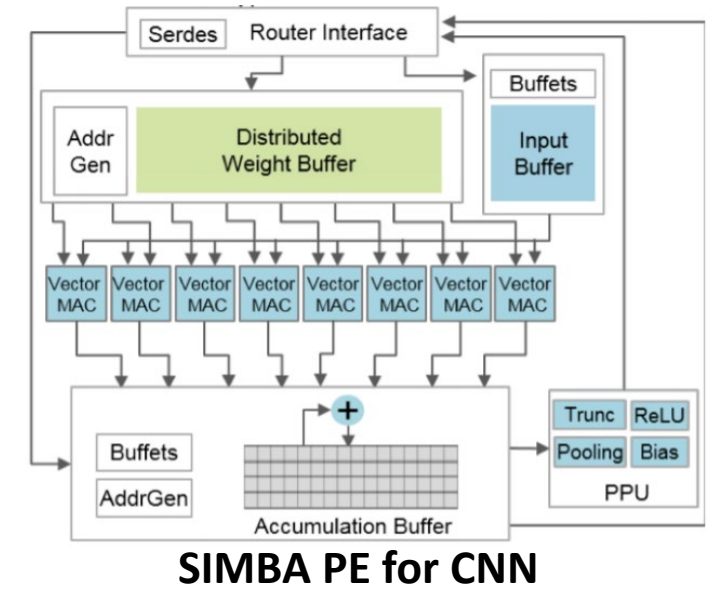 Serdes Router Interface
Addr
Gen
Distributed
Weight Buffer
Buffets
Input
Buffer
Vector
MAC
Vector
MAC
Vector
MAC
Vector
MAC
Vector
MAC
Vector
MAC
Vector
MAC
Vector
MAC
Buffets
AddrGen
+
Accumulation Buffer
Trunc ReLU
Pooling Bias
PPU
SIMBA PE for CNN